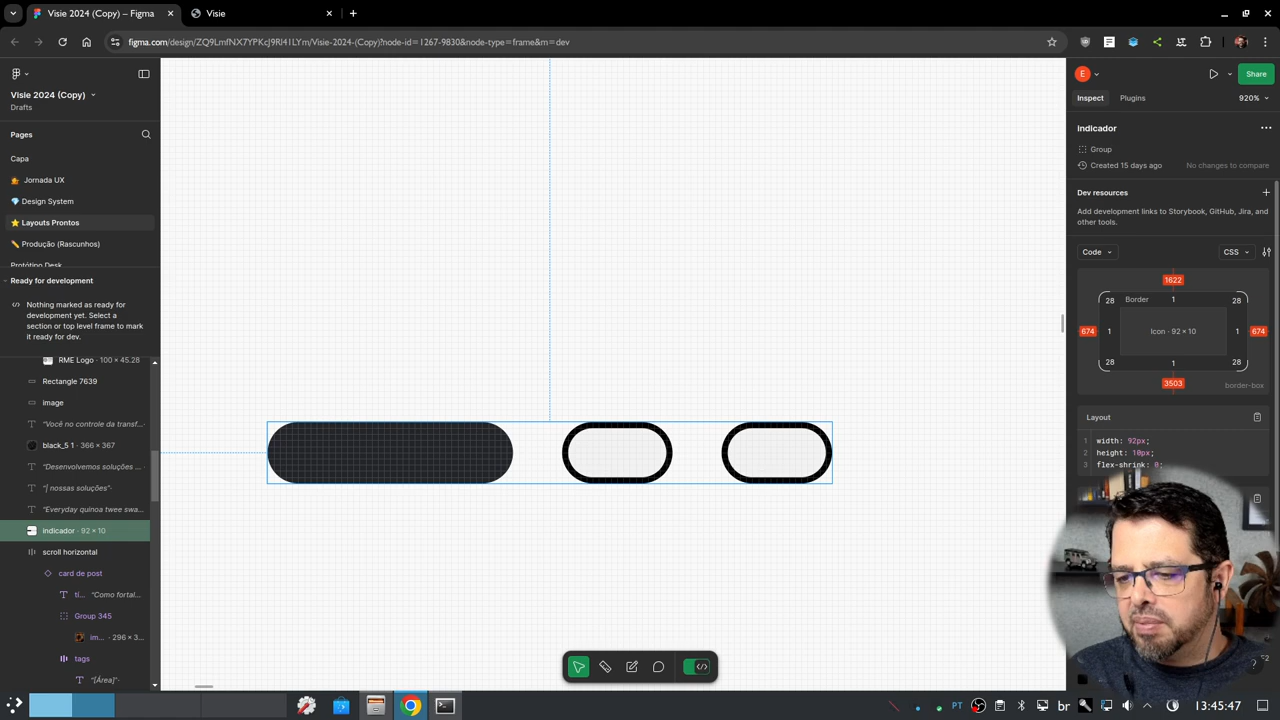 Visie 2024 (Copy) – Figma
Visie
figma.com/design/ZQ9LmfNX7YPKcJ9RI41LYm/Visie-2024-(Copy)?node-id=1267-9830&node-type=frame&m=dev
Visie 2024 (Copy)
Drafts
Pages
Capa
Jornada UX
Design System
Layouts Prontos
Produção (Rascunhos)
Protótipo Desk
Ready for development
Nothing marked as ready for
development yet. Select a
section or top level frame to mark
it ready for dev.
RME Logo · 100 × 45.28
Rectangle 7639
image
"Você no controle da transf...
black_5 1 · 366 × 367
"Desenvolvemos soluções ...
"| nossas soluções"
"Everyday quinoa twee swa...
indicador · 92 × 10
scroll horizontal
card de post
tí... "Como fortal...
Group 345
im... · 296 × 3...
tags
"[Área]"
E
Share
Inspect
Plugins
920%
indicador
Group
Created 15 days ago
No changes to compare
Dev resources
Add development links to Storybook, GitHub, Jira, and
other tools.
Code
CSS
1622
28
Border
1
28
674
1
Icon · 92 × 10
1
674
28
1
28
3503
border-box
Layout
1 width: 92px;
2 height: 10px;
3 flex-shrink: 0;
PT
br
13:45:47